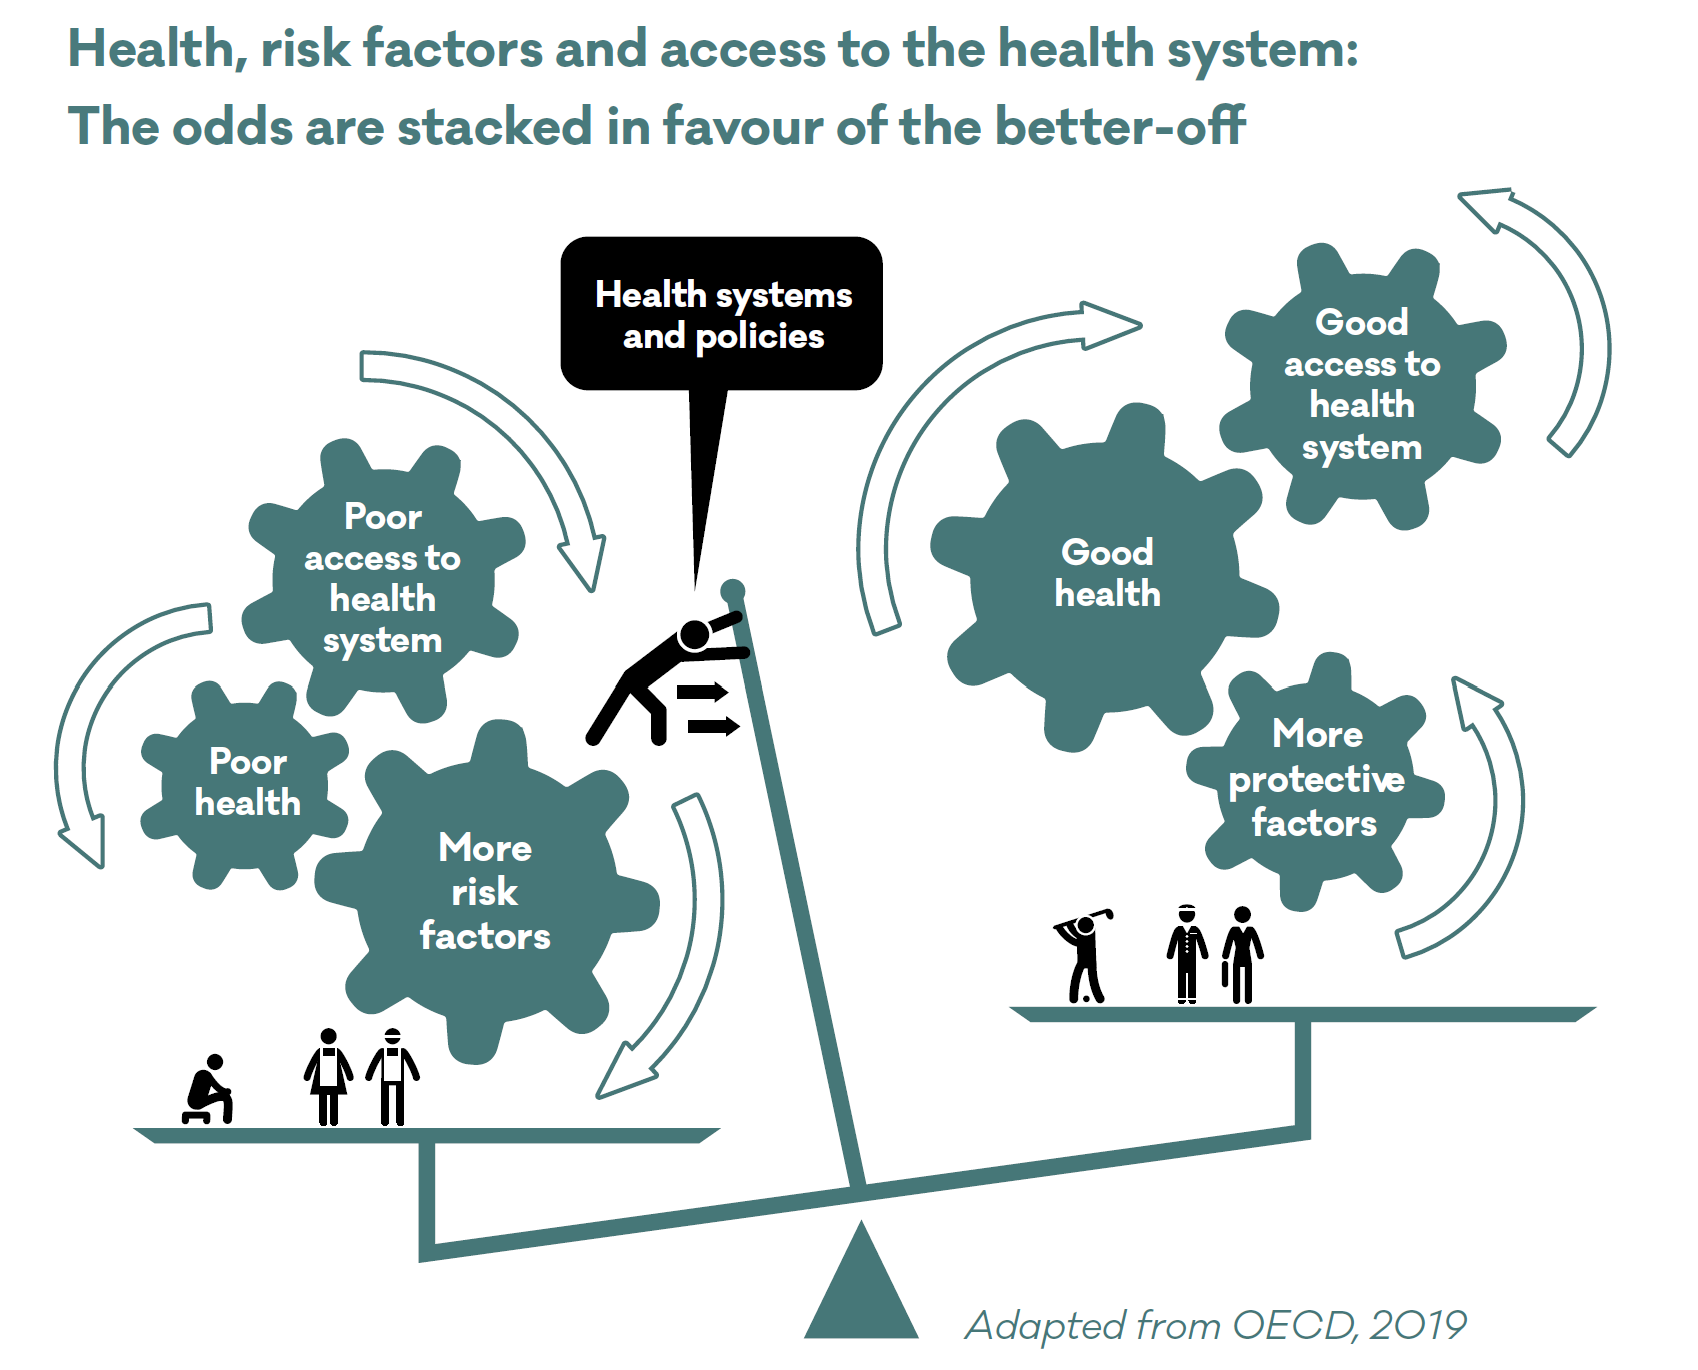 Health, risk factors and access to the health system:
The odds are stacked in favour of the better-off
Health systems
and policies
Poor
access to
health
system
Poor
health
More
risk
factors
Good
access to
health
system
Good
health
More
protective
factors
Adapted from OECD, 2019